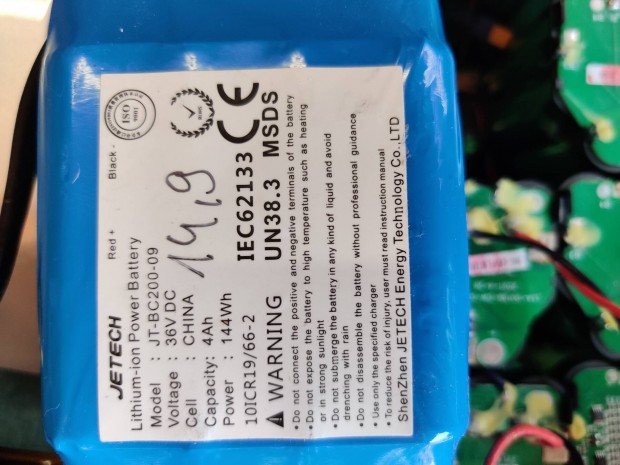 JETECH
Red + Black -
Lithium-ion Power Battery
Model : JT-BC200-09
Voltage : 36V DC
Cell : CHINA
Capacity: 4Ah
Power : 144Wh
10ICR19/66-2
14,9
ISO
9001
CE
IEC62133
WARNING UN38.3 MSDS
• Do not connect the positive and negative terminals of the battery
• Do not expose the battery to high temperature such as heating
or in strong sunlight
• Do not submerge the battery in any kind of liquid and avoid
drenching with rain
• Do not disassemble the battery without professional guidance
• Use only the specified charger
• To reduce the risk of injury, user must read instruction manual
ShenZhen JETECH Energy Technology Co.,LTD